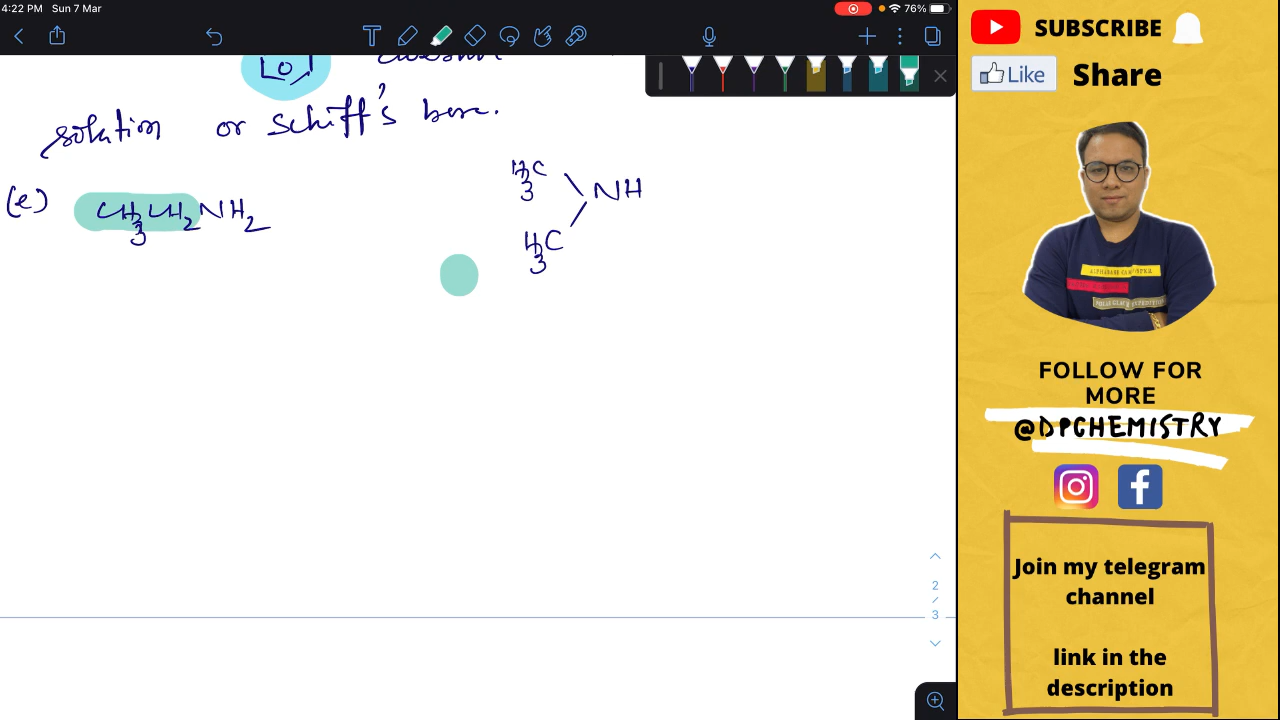 4:22 PM Sun 7 Mar
76%
solution or Schiff's base.
(e) CH3CH2NH2
H3C
NH
H3C
2
/
3
SUBSCRIBE
Like Share
FOLLOW FOR
MORE
@DPCHEMISTRY
Join my telegram
channel
link in the
description